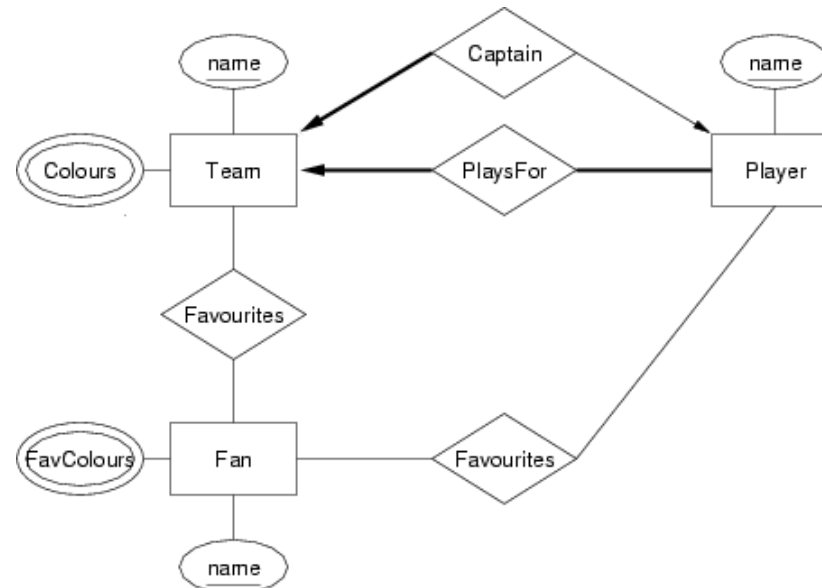 Captain
name
name
Colours
Team
PlaysFor
Player
Favourites
FavColours
Fan
Favourites
name